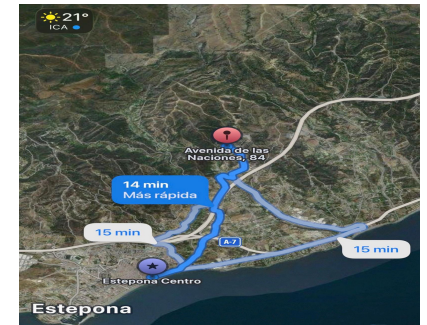 21°
ICA
Avenida de las
Naciones, 84
14 min
Más rápida
15 min
A-7
15 min
Estepona Centro
Estepona